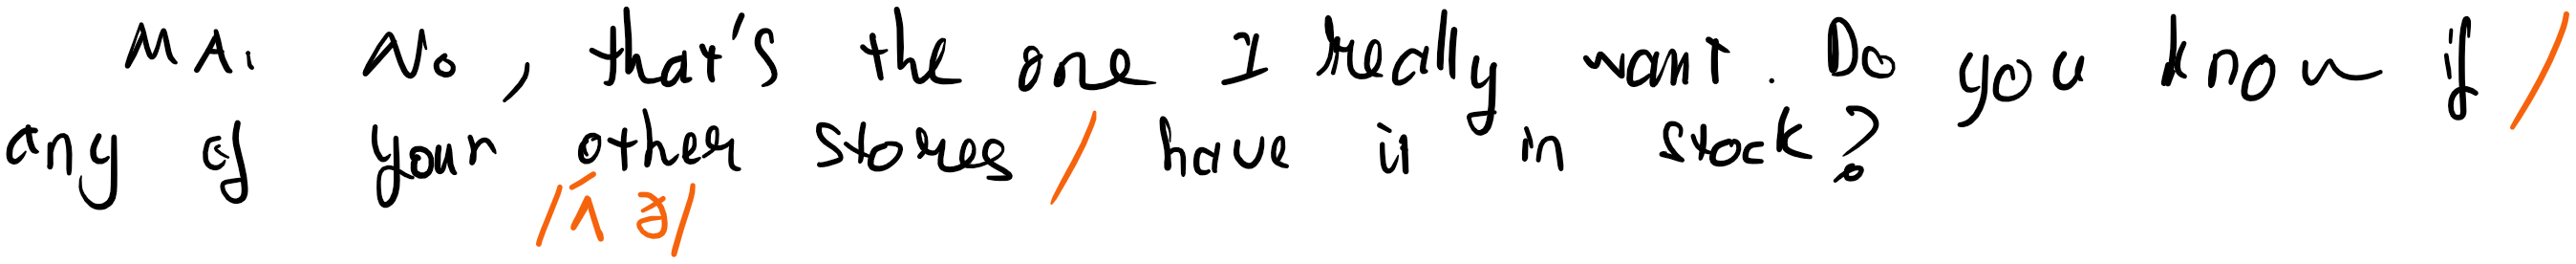 MA. No, that's the one I really want. Do you know if /
any of your other stores / have it in stock?
/ʌ ð/